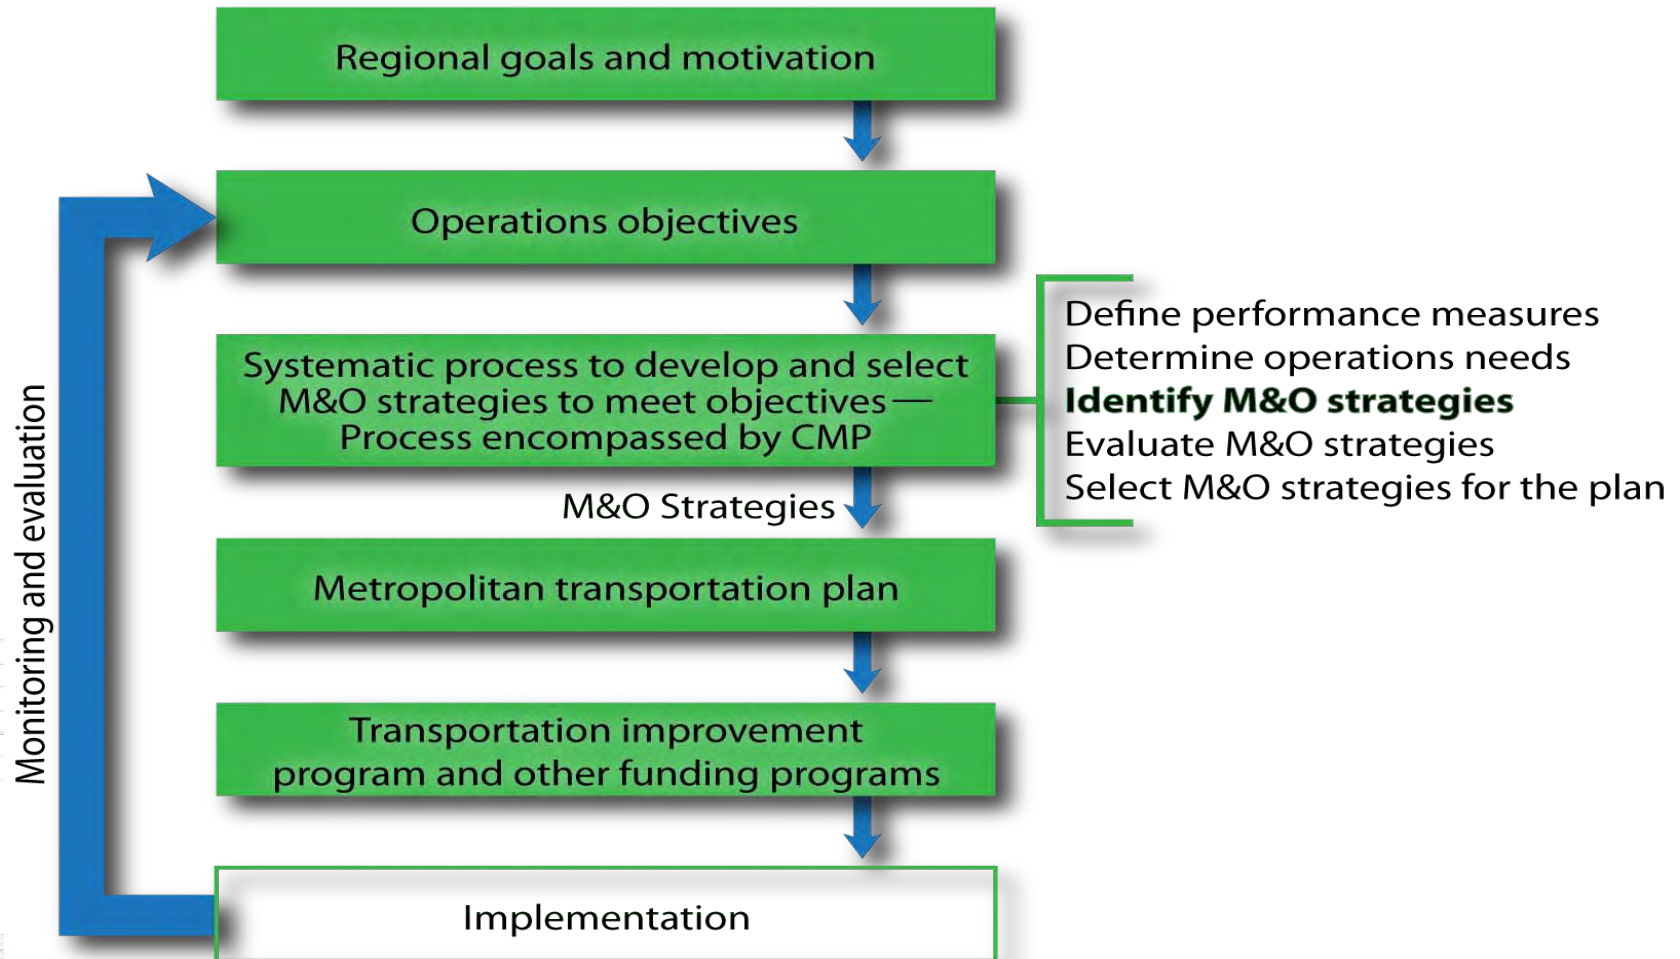 Regional goals and motivation
Operations objectives
Systematic process to develop and select
M&O strategies to meet objectives—
Process encompassed by CMP
Define performance measures
Determine operations needs
Identify M&O strategies
Evaluate M&O strategies
Select M&O strategies for the plan
M&O Strategies
Metropolitan transportation plan
Transportation improvement
program and other funding programs
Implementation
Monitoring and evaluation